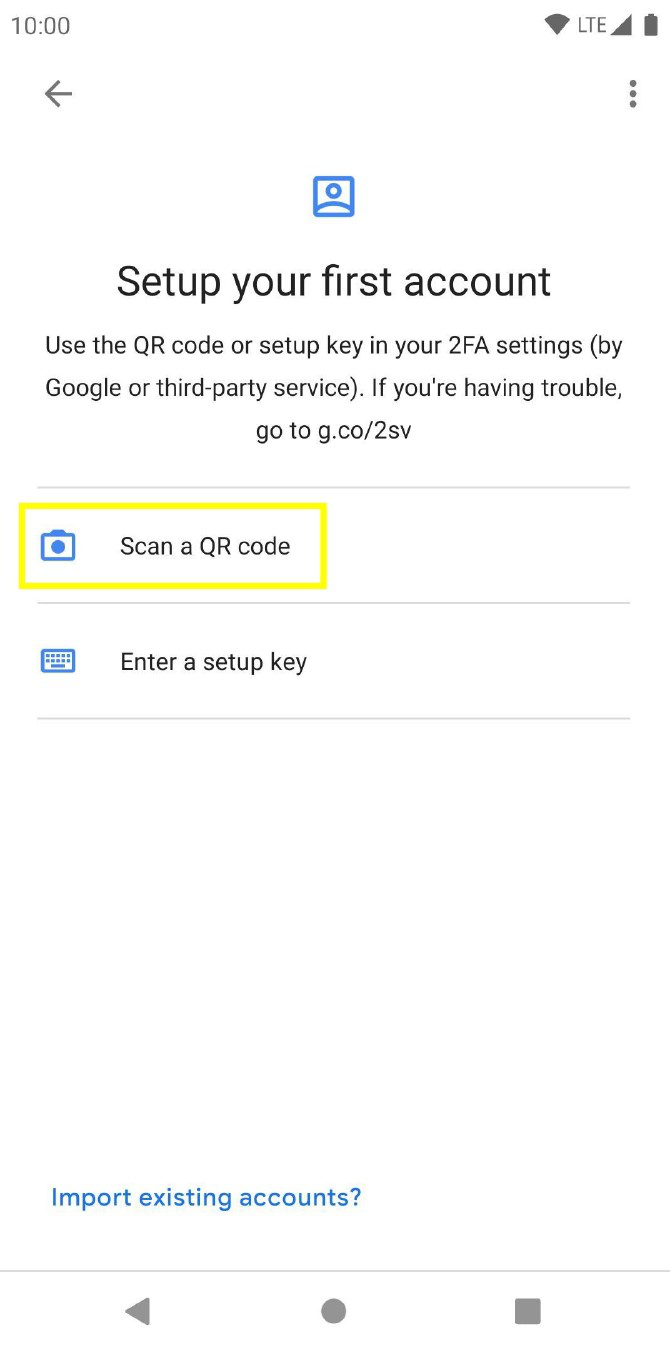 10:00
LTE
Setup your first account
Use the QR code or setup key in your 2FA settings (by
Google or third-party service). If you're having trouble,
go to g.co/2sv
Scan a QR code
Enter a setup key
Import existing accounts?